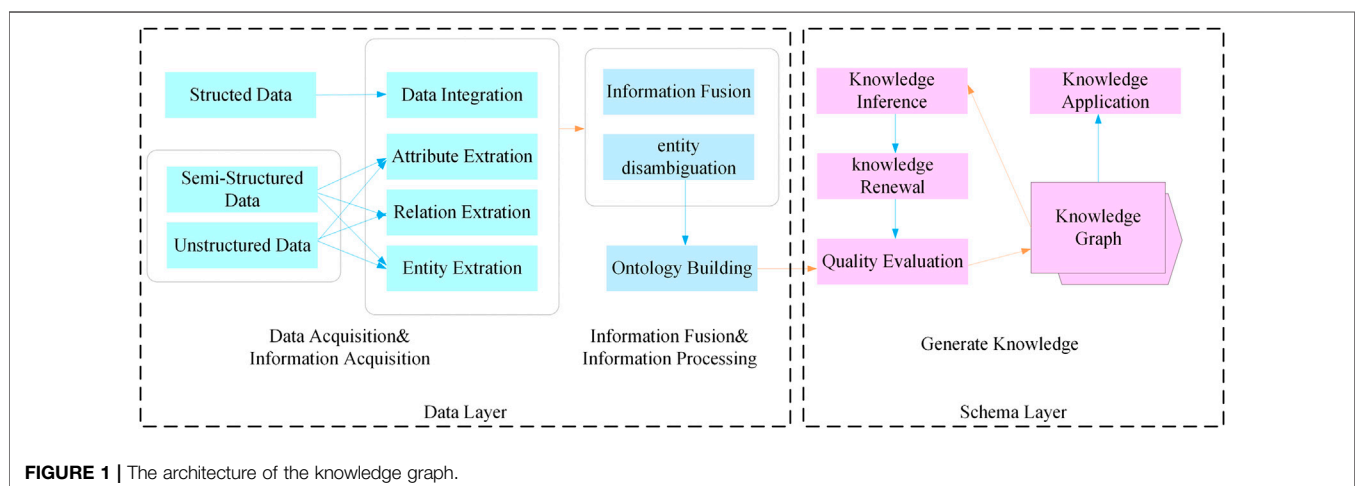 Structed Data
Semi-Structured
Data
Unstructured Data
Data Integration
Attribute Extration
Relation Extration
Entity Extration
Data Acquisition&
Information Acquisition
Information Fusion
entity
disambiguation
Ontology Building
Information Fusion&
Information Processing
Data Layer
Knowledge
Inference
knowledge
Renewal
Quality Evaluation
Knowledge
Application
Knowledge
Graph
Generate Knowledge
Schema Layer
FIGURE 1 | The architecture of the knowledge graph.